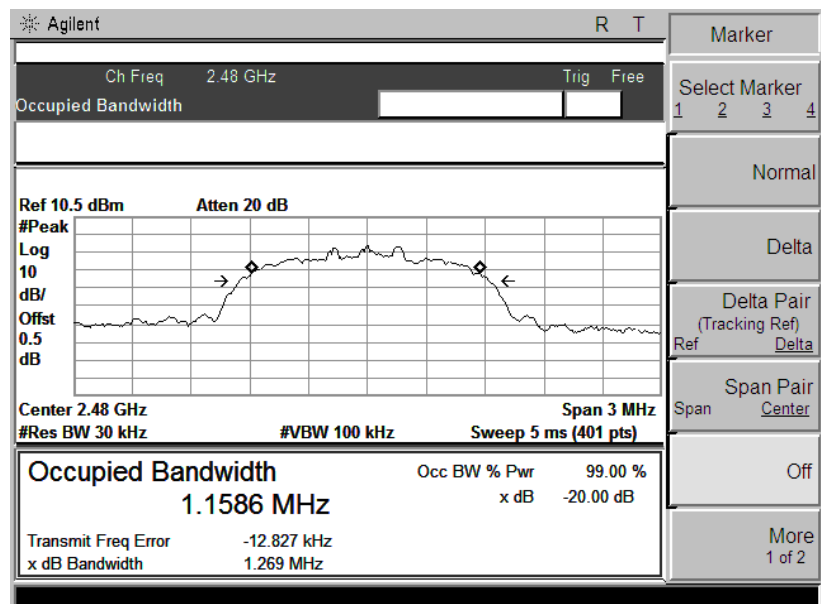 Agilent R T
Ch Freq 2.48 GHz Trig Free
Occupied Bandwidth
Ref 10.5 dBm Atten 20 dB
#Peak
Log
10
dB/
Offst
0.5
dB
Center 2.48 GHz Span 3 MHz
#Res BW 30 kHz #VBW 100 kHz Sweep 5 ms (401 pts)
Occupied Bandwidth Occ BW % Pwr 99.00 %
1.1586 MHz x dB -20.00 dB
Transmit Freq Error -12.827 kHz
x dB Bandwidth 1.269 MHz
Marker
Select Marker
1 2 3 4
Normal
Delta
Delta Pair
(Tracking Ref)
Ref Delta
Span Pair
Span Center
Off
More
1 of 2